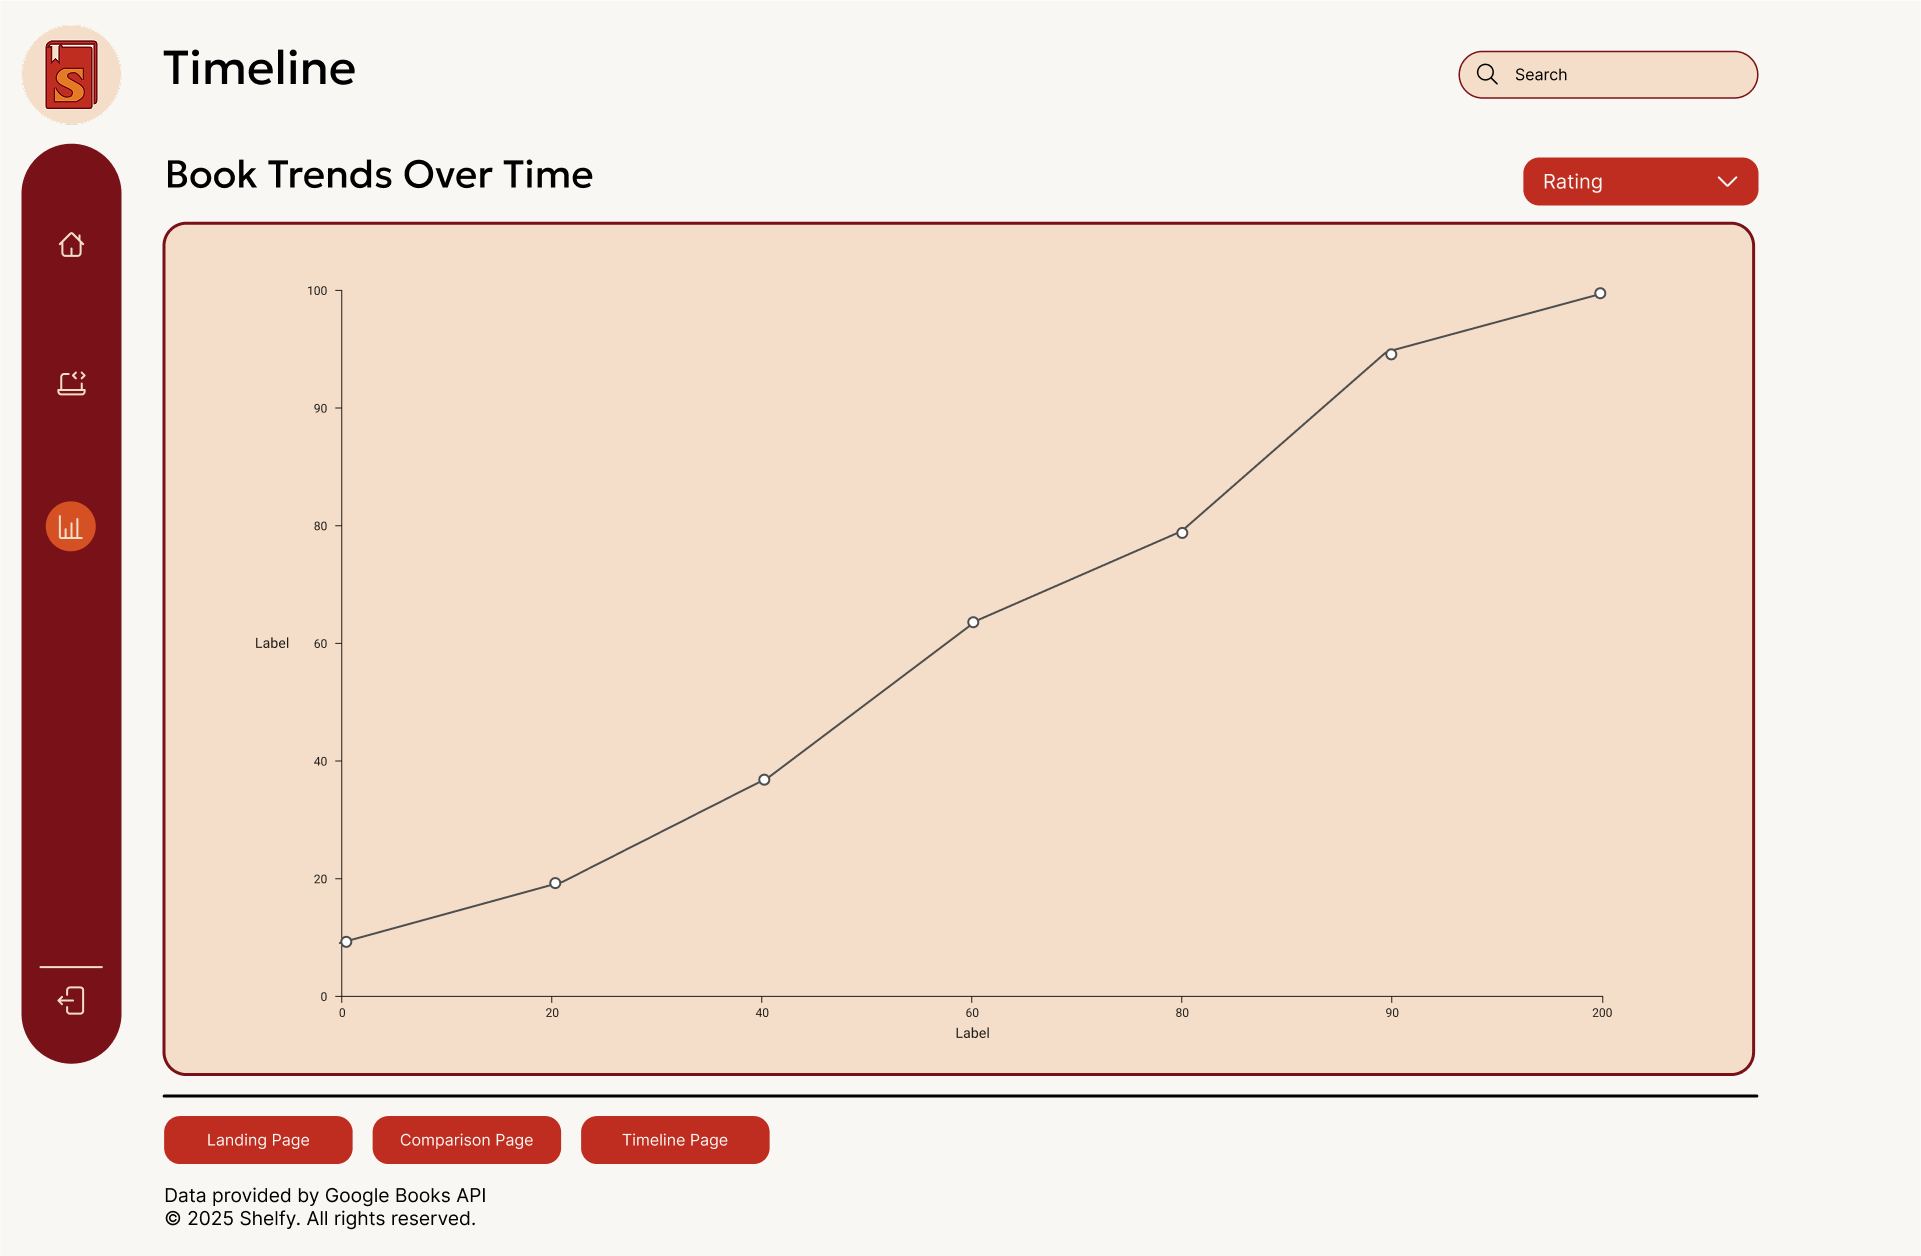 S
Timeline
Search
Book Trends Over Time
Rating
100
90
80
Label
60
40
20
0
0 20 40 60 80 90 200
Label
Landing Page
Comparison Page
Timeline Page
Data provided by Google Books API
© 2025 Shelfy. All rights reserved.